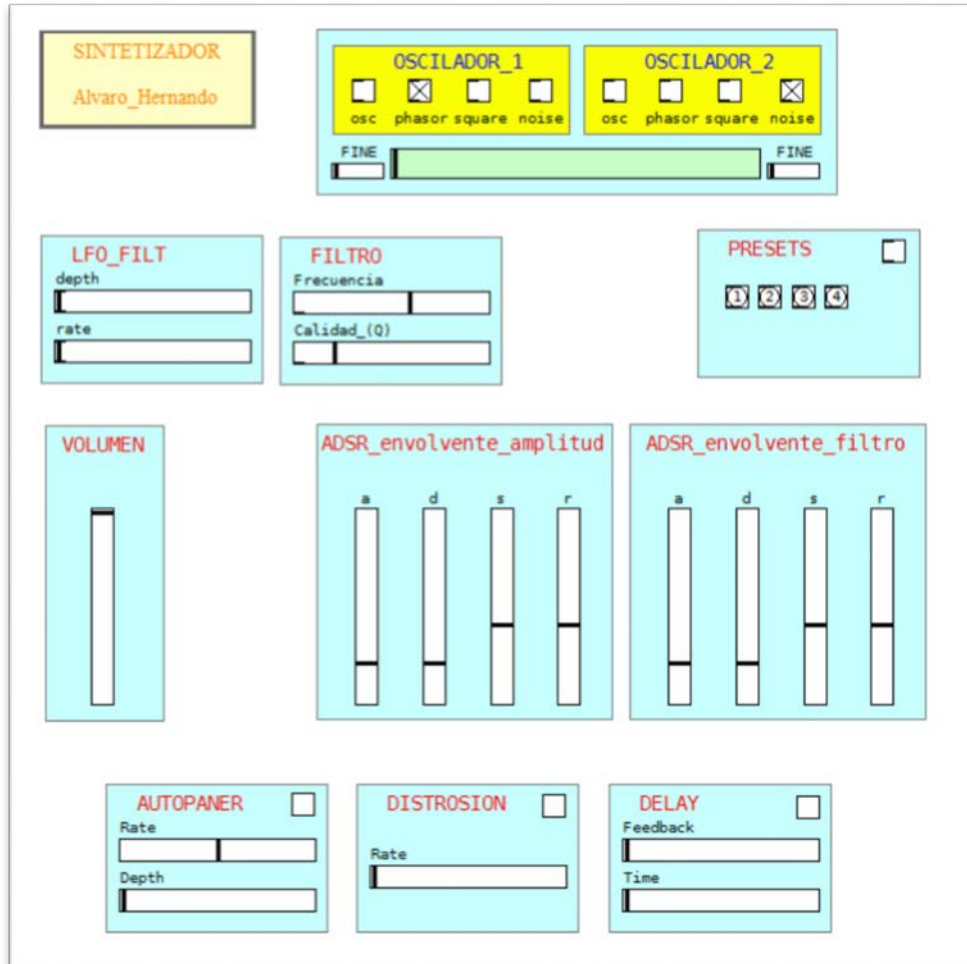 SINTETIZADOR
Alvaro_Hernando
OSCILADOR_1
osc phasor square noise
OSCILADOR_2
osc phasor square noise
FINE
FINE
LFO_FILT
depth
rate
FILTRO
Frecuencia
Calidad_(Q)
PRESETS
1 2 3 4
VOLUMEN
ADSR_envolvente_amplitud
a d s r
ADSR_envolvente_filtro
a d s r
AUTOPANER
Rate
Depth
DISTROSION
Rate
DELAY
Feedback
Time